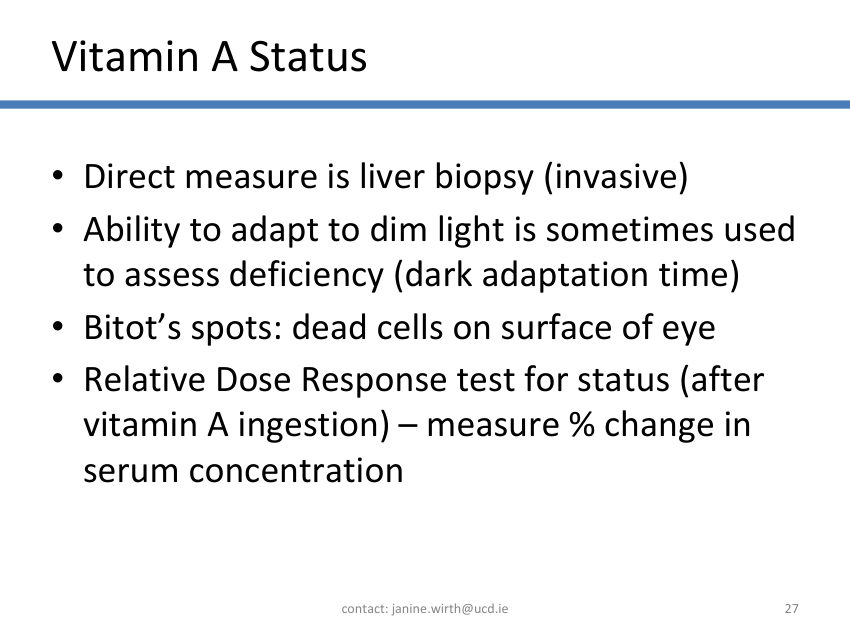 Vitamin A Status
• Direct measure is liver biopsy (invasive)
• Ability to adapt to dim light is sometimes used
to assess deficiency (dark adaptation time)
• Bitot’s spots: dead cells on surface of eye
• Relative Dose Response test for status (after
vitamin A ingestion) – measure % change in
serum concentration
contact: janine.wirth@ucd.ie
27